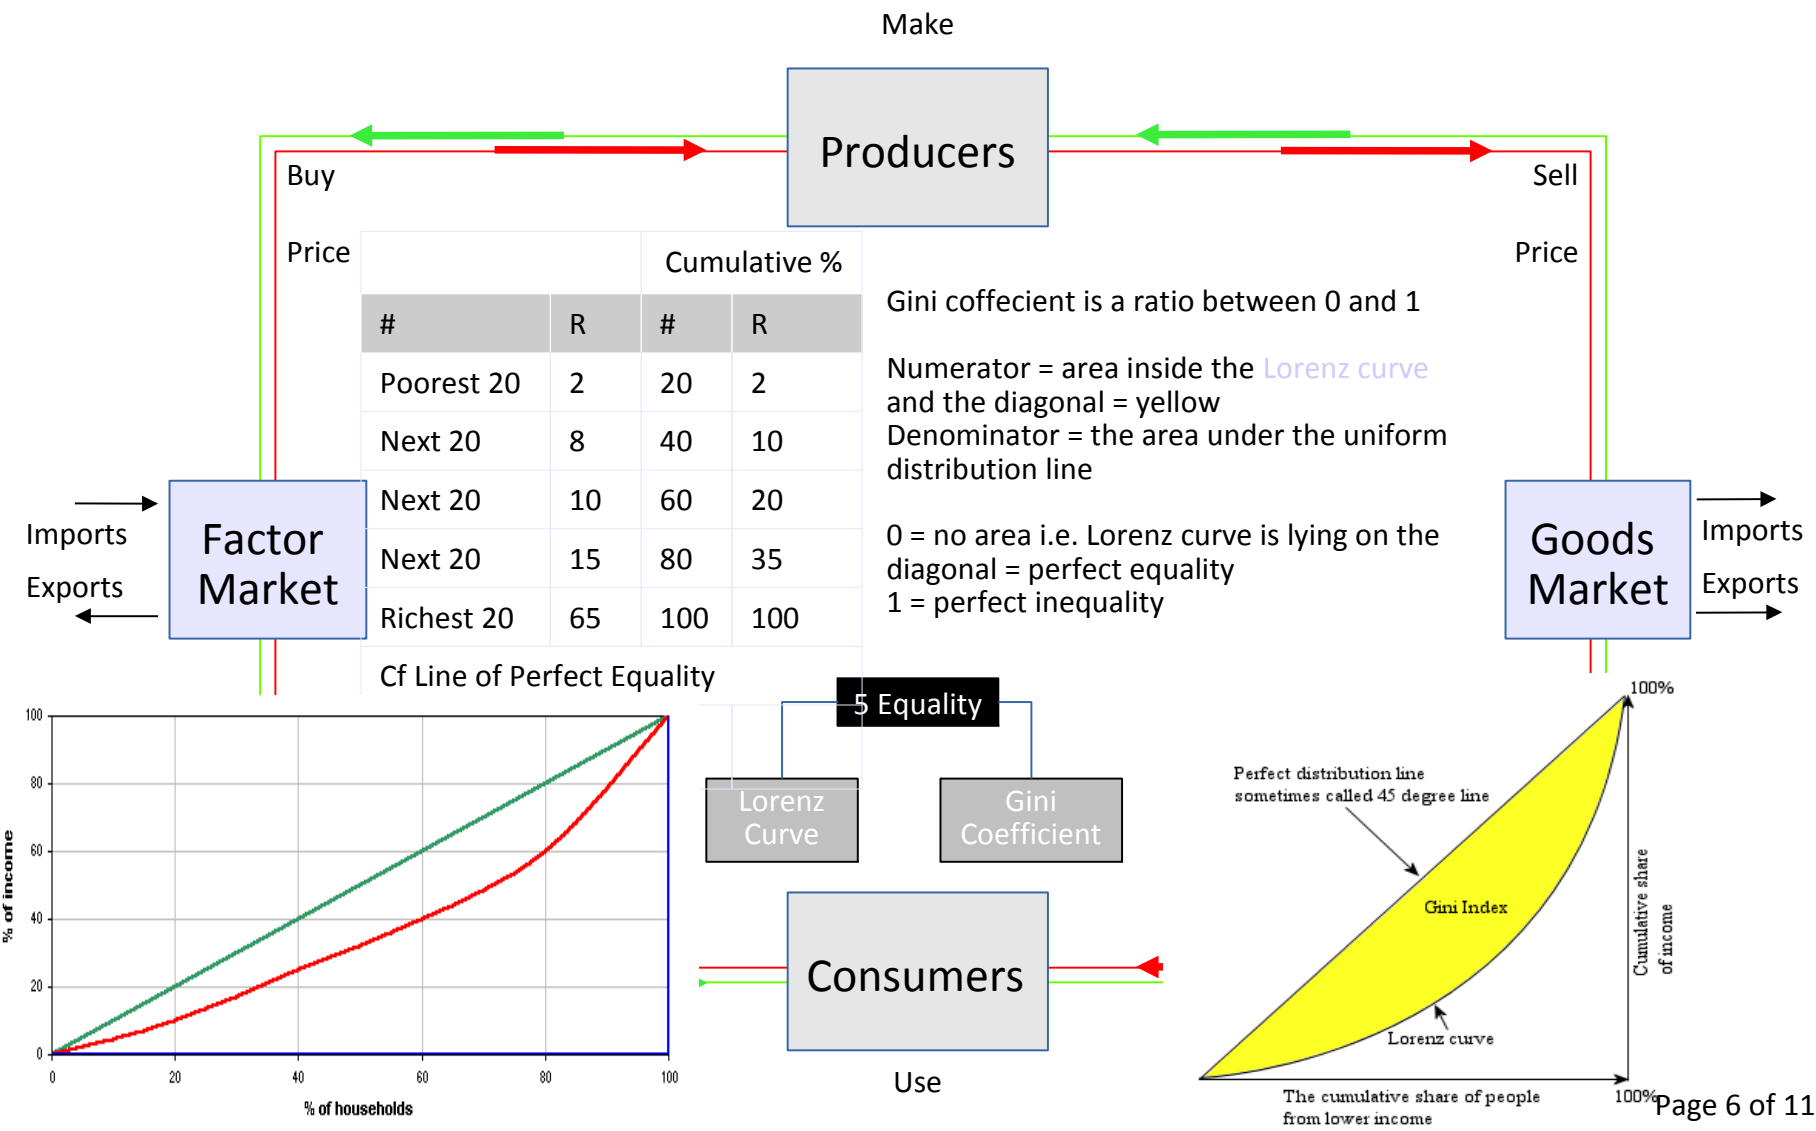 Make
Producers
Buy
Sell
Price
Price
Cumulative %
# R # R
Poorest 20 2 20 2
Next 20 8 40 10
Next 20 10 60 20
Next 20 15 80 35
Richest 20 65 100 100
Cf Line of Perfect Equality
Gini coffecient is a ratio between 0 and 1
Numerator = area inside the Lorenz curve
and the diagonal = yellow
Denominator = the area under the uniform
distribution line
0 = no area i.e. Lorenz curve is lying on the
diagonal = perfect equality
1 = perfect inequality
Imports
Exports
Factor
Market
Goods
Market
Imports
Exports
5 Equality
Lorenz
Curve
Gini
Coefficient
Consumers
Use
100
80
60
40
20
0
0 20 40 60 80 100
% of income
% of households
100%
Perfect distribution line
sometimes called 45 degree line
Gini Index
Cumulative share
of income
Lorenz curve
The cumulative share of people
from lower income
100%
Page 6 of 11